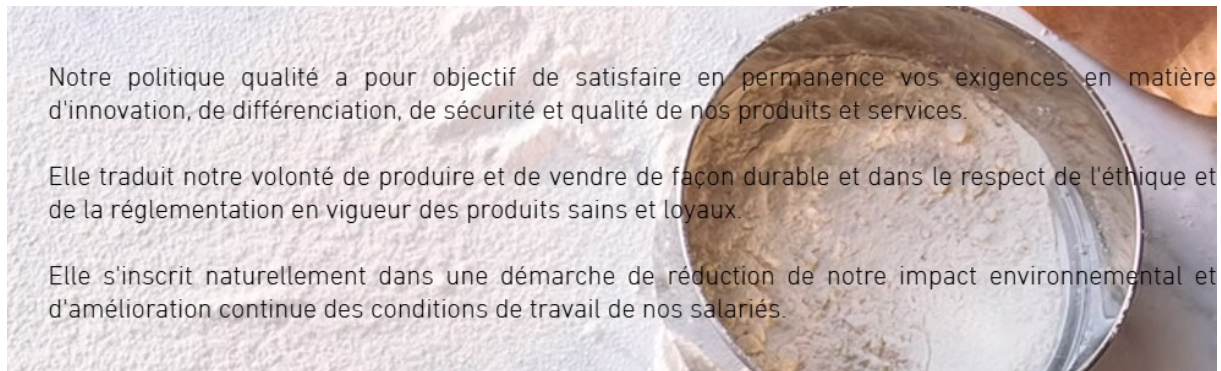 Notre politique qualité a pour objectif de satisfaire en permanence vos exigences en matière
d'innovation, de différenciation, de sécurité et qualité de nos produits et services.
Elle traduit notre volonté de produire et de vendre de façon durable et dans le respect de l'éthique et
de la réglementation en vigueur des produits sains et loyaux.
Elle s'inscrit naturellement dans une démarche de réduction de notre impact environnemental et
d'amélioration continue des conditions de travail de nos salariés.